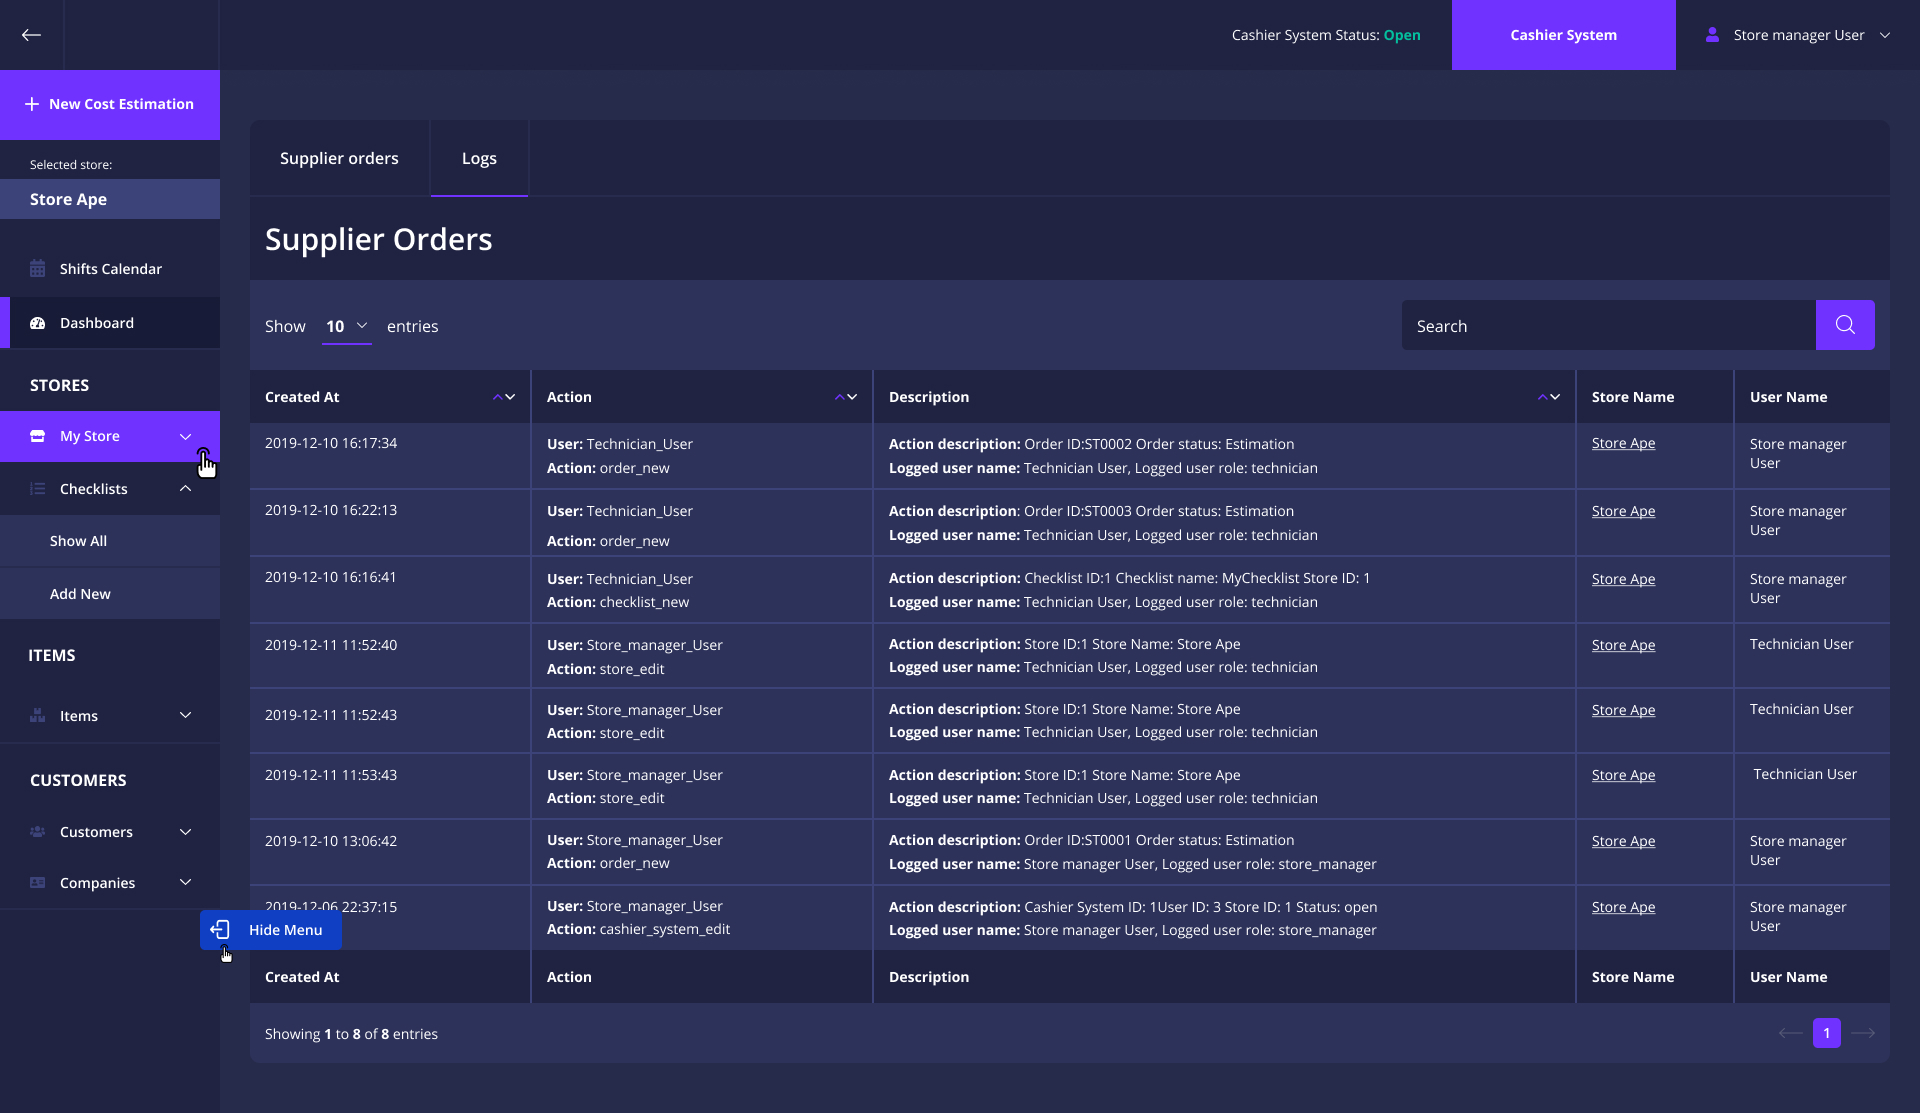 Cashier System Status: Open
Cashier System
Store manager User
New Cost Estimation
Selected store:
Store Ape
Shifts Calendar
Dashboard
STORES
My Store
Checklists
Show All
Add New
ITEMS
Items
CUSTOMERS
Customers
Companies
Hide Menu
Supplier orders
Logs
Supplier Orders
Show 10 entries
Search
Created At
Action
Description
Store Name
User Name
2019-12-10 16:17:34
User: Technician_User
Action: order_new
Action description: Order ID:ST0002 Order status: Estimation
Logged user name: Technician User, Logged user role: technician
Store Ape
Store manager
User
2019-12-10 16:22:13
User: Technician_User
Action: order_new
Action description: Order ID:ST0003 Order status: Estimation
Logged user name: Technician User, Logged user role: technician
Store Ape
Store manager
User
2019-12-10 16:16:41
User: Technician_User
Action: checklist_new
Action description: Checklist ID:1 Checklist name: MyChecklist Store ID: 1
Logged user name: Technician User, Logged user role: technician
Store Ape
Store manager
User
2019-12-11 11:52:40
User: Store_manager_User
Action: store_edit
Action description: Store ID:1 Store Name: Store Ape
Logged user name: Technician User, Logged user role: technician
Store Ape
Technician User
2019-12-11 11:52:43
User: Store_manager_User
Action: store_edit
Action description: Store ID:1 Store Name: Store Ape
Logged user name: Technician User, Logged user role: technician
Store Ape
Technician User
2019-12-11 11:53:43
User: Store_manager_User
Action: store_edit
Action description: Store ID:1 Store Name: Store Ape
Logged user name: Technician User, Logged user role: technician
Store Ape
Technician User
2019-12-10 13:06:42
User: Store_manager_User
Action: order_new
Action description: Order ID:ST0001 Order status: Estimation
Logged user name: Store manager User, Logged user role: store_manager
Store Ape
Store manager
User
2019-12-06 22:37:15
User: Store_manager_User
Action: cashier_system_edit
Action description: Cashier System ID: 1User ID: 3 Store ID: 1 Status: open
Logged user name: Store manager User, Logged user role: store_manager
Store Ape
Store manager
User
Created At
Action
Description
Store Name
User Name
Showing 1 to 8 of 8 entries
1